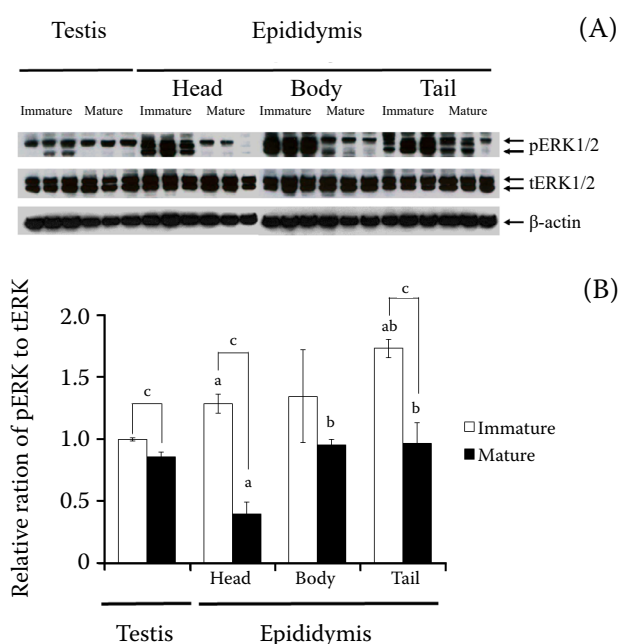 Testis Epididymis (A)
Head Body Tail
Immature Mature Immature Mature Immature Mature Immature Mature
pERK1/2
tERK1/2
β-actin
(B)
Relative ration of pERK to tERK
2.0
1.5
1.0
0.5
0
c
c
a
a
b
c
ab
b
Immature
Mature
Head Body Tail
Testis Epididymis